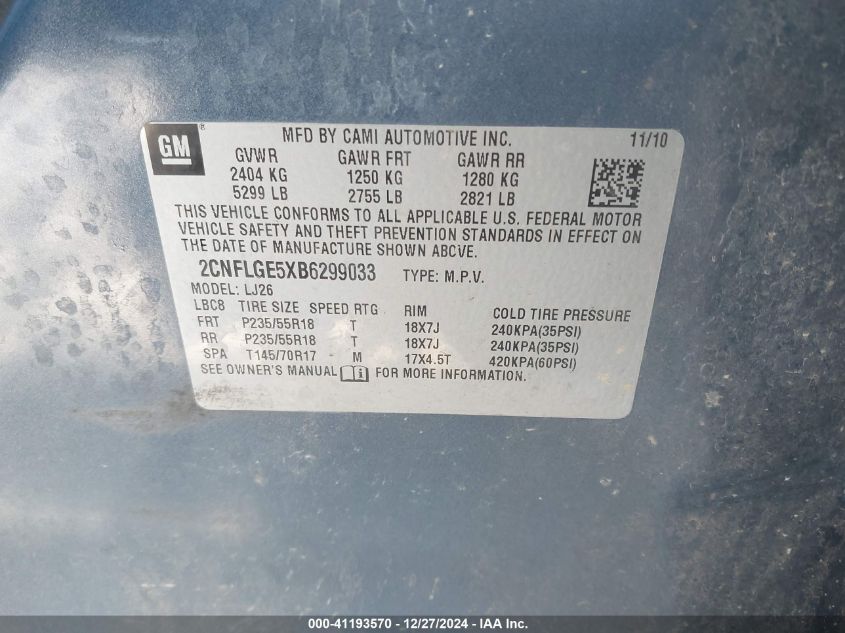 GM ® MFD BY CAMI AUTOMOTIVE INC. 11/10
GVWR GAWR FRT GAWR RR
2404 KG 1250 KG 1280 KG
5299 LB 2755 LB 2821 LB
THIS VEHICLE CONFORMS TO ALL APPLICABLE U.S. FEDERAL MOTOR
VEHICLE SAFETY AND THEFT PREVENTION STANDARDS IN EFFECT ON
THE DATE OF MANUFACTURE SHOWN ABOVE.
2CNFLGE5XB6299033 TYPE: M.P.V.
MODEL: LJ26
LBC8 TIRE SIZE SPEED RTG RIM COLD TIRE PRESSURE
FRT P235/55R18 T 18X7J 240KPA(35PSI)
RR P235/55R18 T 18X7J 240KPA(35PSI)
SPA T145/70R17 M 17X4.5T 420KPA(60PSI)
SEE OWNER'S MANUAL FOR MORE INFORMATION.
000-41193570 - 12/27/2024 - IAA Inc.